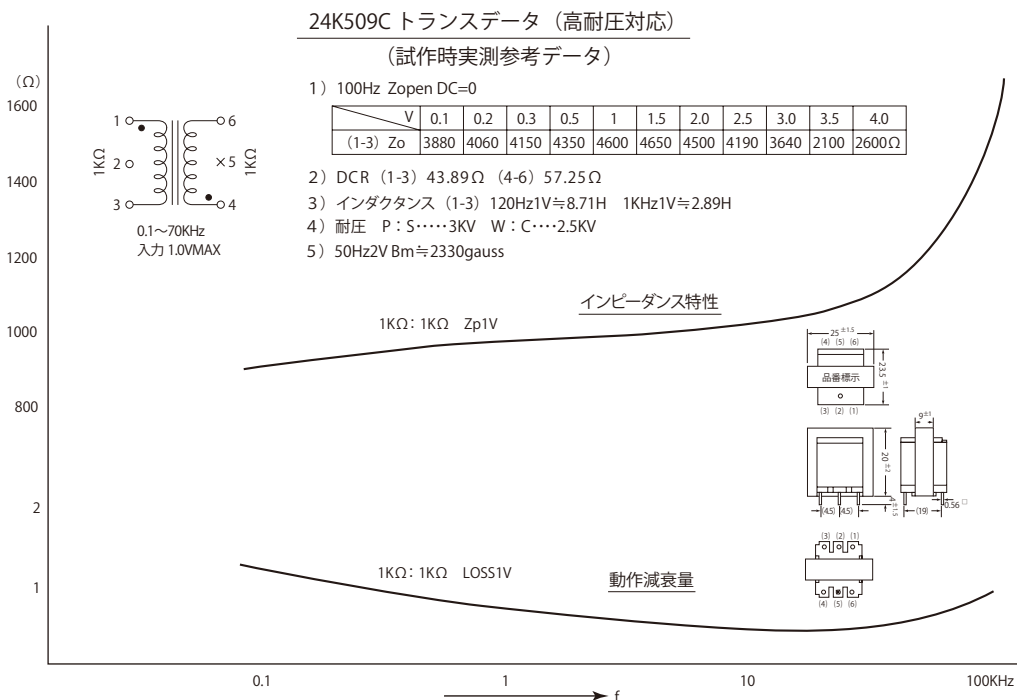 24K509C トランスデータ（高耐圧対応）
（試作時実測参考データ）
1）100Hz Zopen DC=0
V 0.1 0.2 0.3 0.5 1 1.5 2.0 2.5 3.0 3.5 4.0
(1-3) Zo 3880 4060 4150 4350 4600 4650 4500 4190 3640 2100 2600Ω
2）DCR (1-3) 43.89Ω (4-6) 57.25Ω
3）インダクタンス (1-3) 120Hz1V≒8.71H 1KHz1V≒2.89H
4）耐圧 P：S‥‥‥3KV W：C‥‥2.5KV
5）50Hz2V Bm≒2330gauss
1 6
1KΩ 2 ×5 1KΩ
3 4
0.1～70KHz
入力 1.0VMAX
(Ω)
1600
1400
1200
1000
800
2
1
インピーダンス特性
1KΩ：1KΩ Zp1V
25 ±1.5
(4) (5) (6)
品番標示
23.5 ±1
(3) (2) (1)
9±1
20 ±2
4±1.5
(4.5) (4.5)
(19)
0.56 □
(3) (2) (1)
(4) (5) (6)
1KΩ：1KΩ LOSS1V
動作減衰量
0.1 1 10 100KHz
f